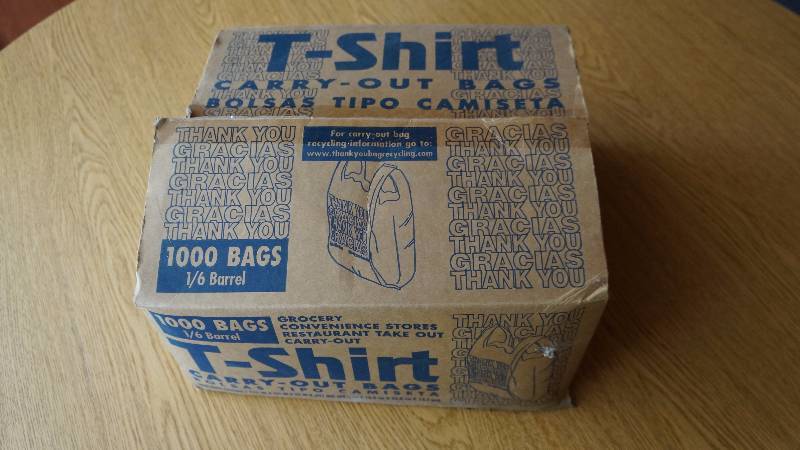 T-Shirt
CARRY-OUT BAGS
BOLSAS TIPO CAMISETA
THANK YOU
GRACIAS
THANK YOU
GRACIAS
THANK YOU
GRACIAS
THANK YOU
1000 BAGS
1/6 Barrel
For carry-out bag
recycling information go to:
www.thankyoubagrecycling.com
GRACIAS
THANK YOU
GRACIAS
THANK YOU
GRACIAS
THANK YOU
GRACIAS
THANK YOU
GRACIAS
THANK YOU
1000 BAGS
1/6 Barrel
GROCERY
CONVENIENCE STORES
RESTAURANT TAKE OUT
CARRY-OUT
T-Shirt
CARRY-OUT BAGS
BOLSAS TIPO CAMISETA
THANK YOU
GRACIAS